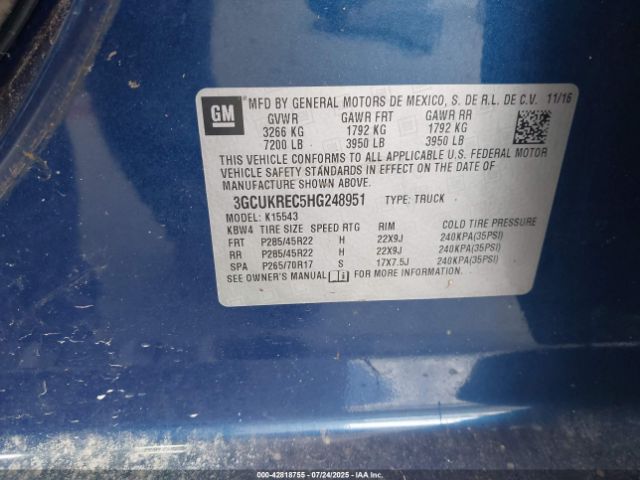 GM
MFD BY GENERAL MOTORS DE MEXICO, S. DE R.L. DE C.V. 11/16
GVWR GAWR FRT GAWR RR
3266 KG 1792 KG 1792 KG
7200 LB 3950 LB 3950 LB
THIS VEHICLE CONFORMS TO ALL APPLICABLE U.S. FEDERAL MOTOR
VEHICLE SAFETY STANDARDS IN EFFECT ON THE DATE OF
MANUFACTURE SHOWN ABOVE.
3GCUKREC5HG248951 TYPE: TRUCK
MODEL: K15543
KBW4 TIRE SIZE SPEED RTG RIM COLD TIRE PRESSURE
FRT P285/45R22 H 22X9J 240KPA(35PSI)
RR P285/45R22 H 22X9J 240KPA(35PSI)
SPA P265/70R17 S 17X7.5J 240KPA(35PSI)
SEE OWNER'S MANUAL FOR MORE INFORMATION.
000-42818755 - 07/24/2025 - IAAI.COM